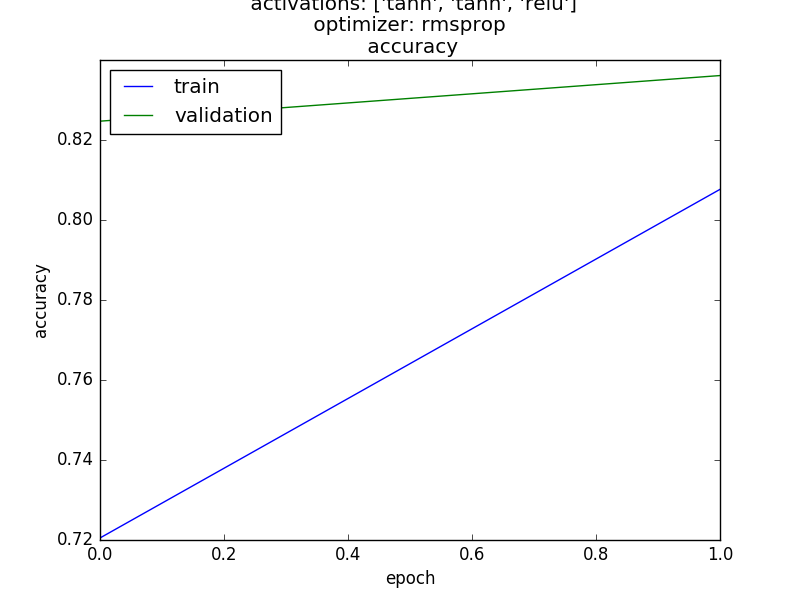 activations: ['tanh', 'tanh', 'relu']
optimizer: rmsprop
accuracy
train
validation
0.82
0.80
0.78
0.76
0.74
0.72
accuracy
0.0
0.2
0.4
0.6
0.8
1.0
epoch